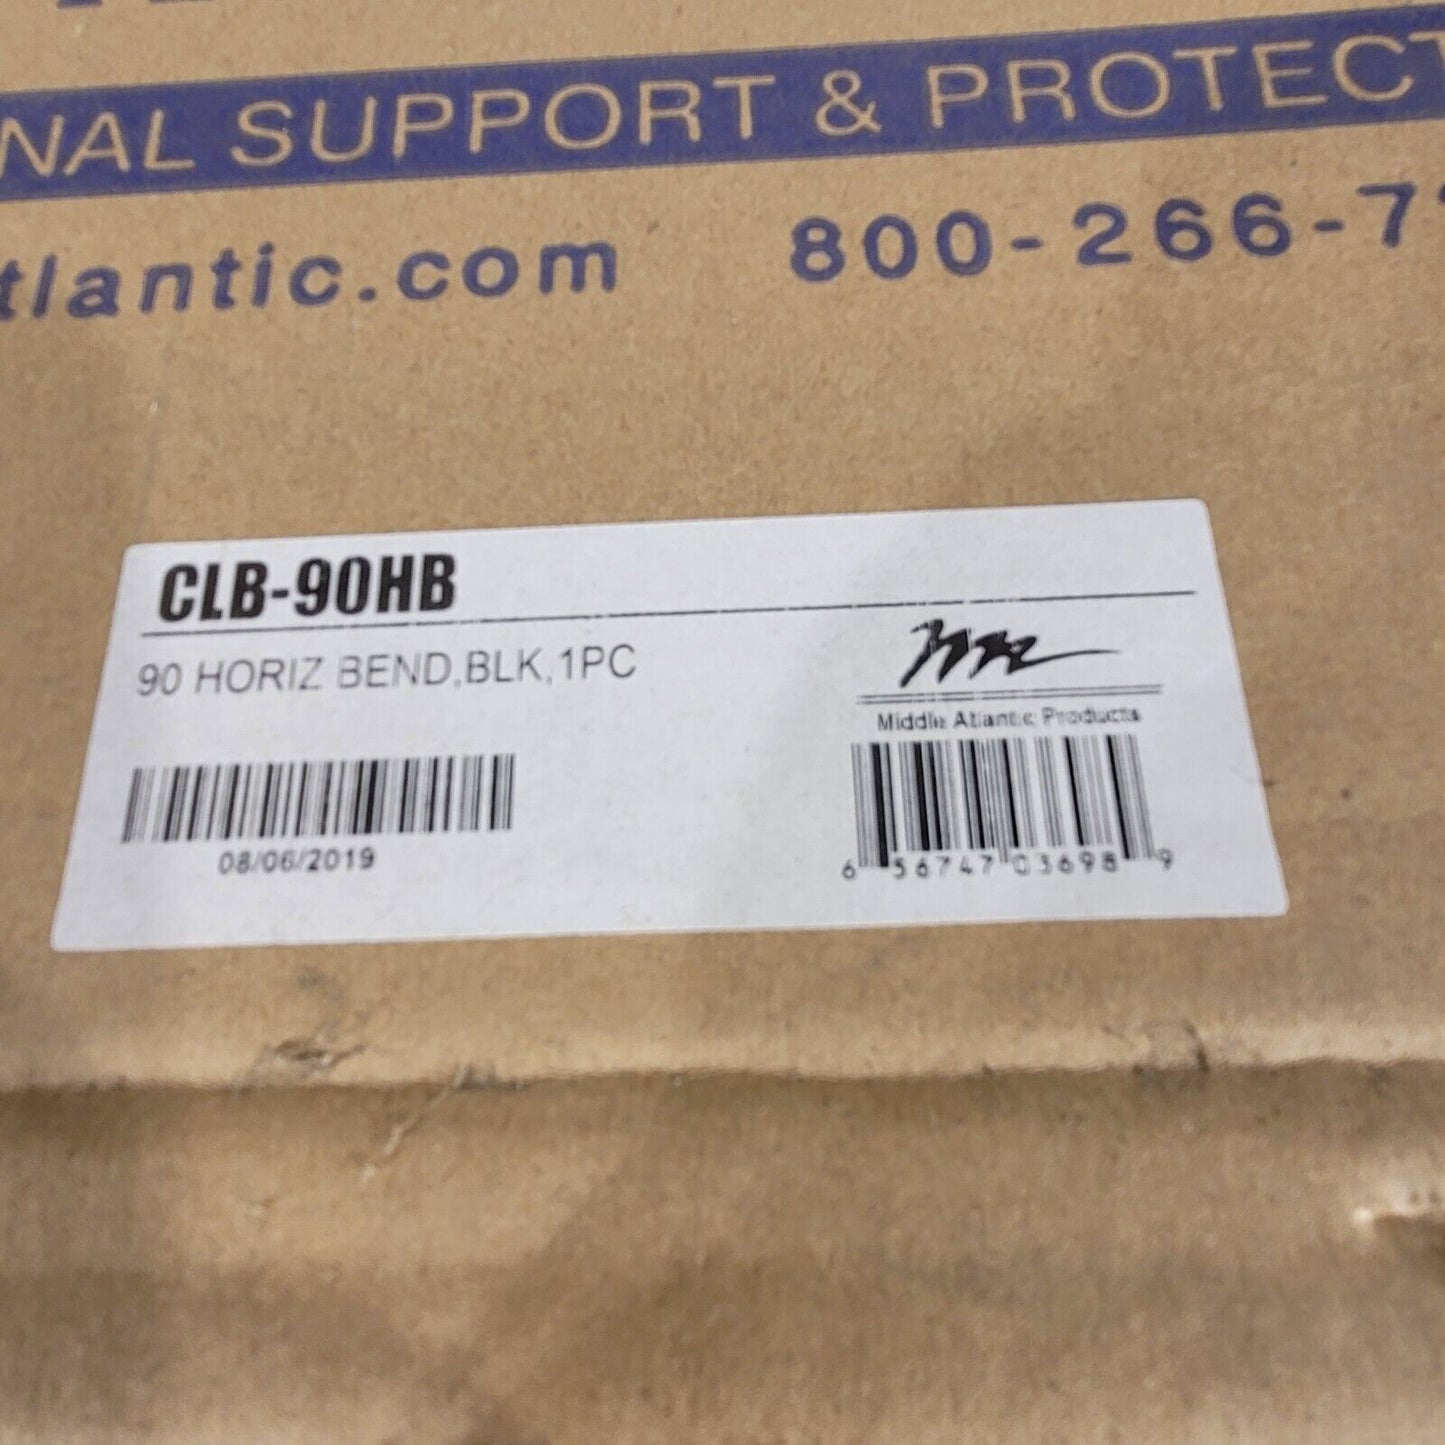 NAL SUPPORT & PROTECT
tlantic.com 800-266-7
CLB-90HB
90 HORIZ BEND,BLK,1PC
Middle Atlantic Products
08/06/2019
6 56747 03698 9